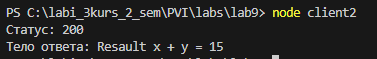 PS C:\labi_3kurs_2_sem\PVI\labs\lab9> node client2
Статус: 200
Тело ответа: Resault x + y = 15